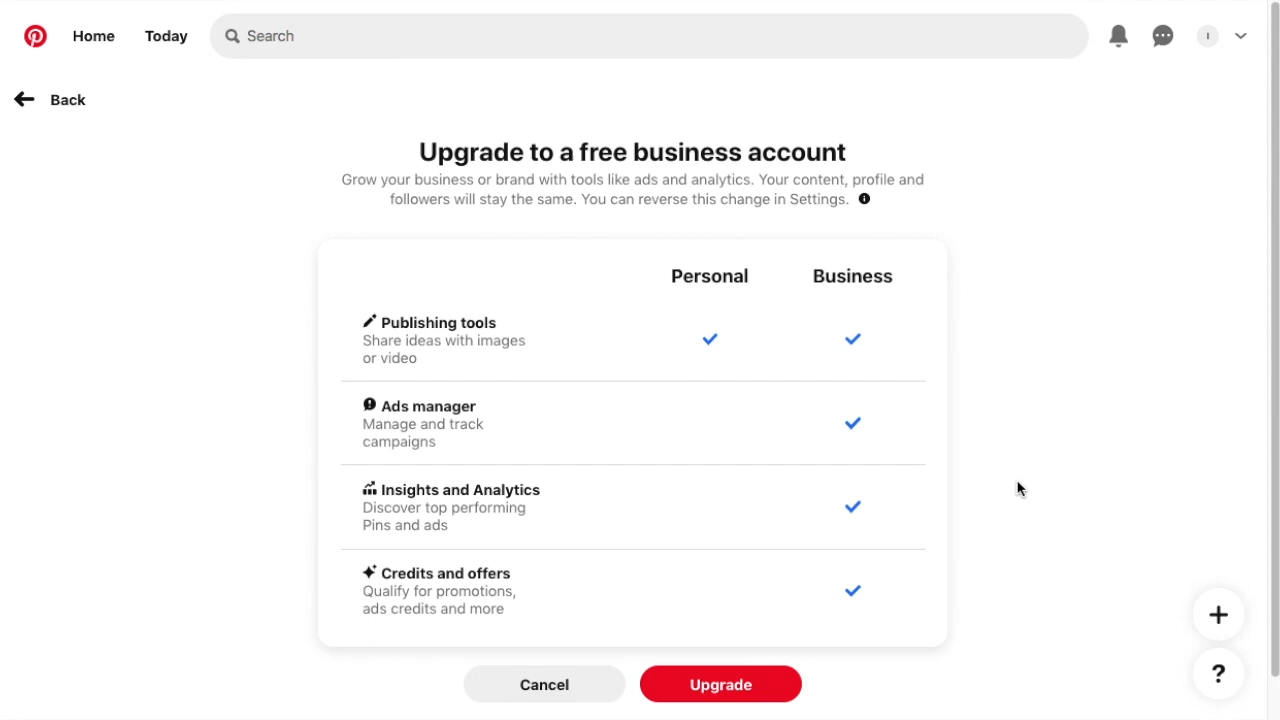 Home Today Search I
Back
Upgrade to a free business account
Grow your business or brand with tools like ads and analytics. Your content, profile and
followers will stay the same. You can reverse this change in Settings.
Personal Business
Publishing tools
Share ideas with images
or video
Ads manager
Manage and track
campaigns
Insights and Analytics
Discover top performing
Pins and ads
Credits and offers
Qualify for promotions,
ads credits and more
Cancel Upgrade
+
?